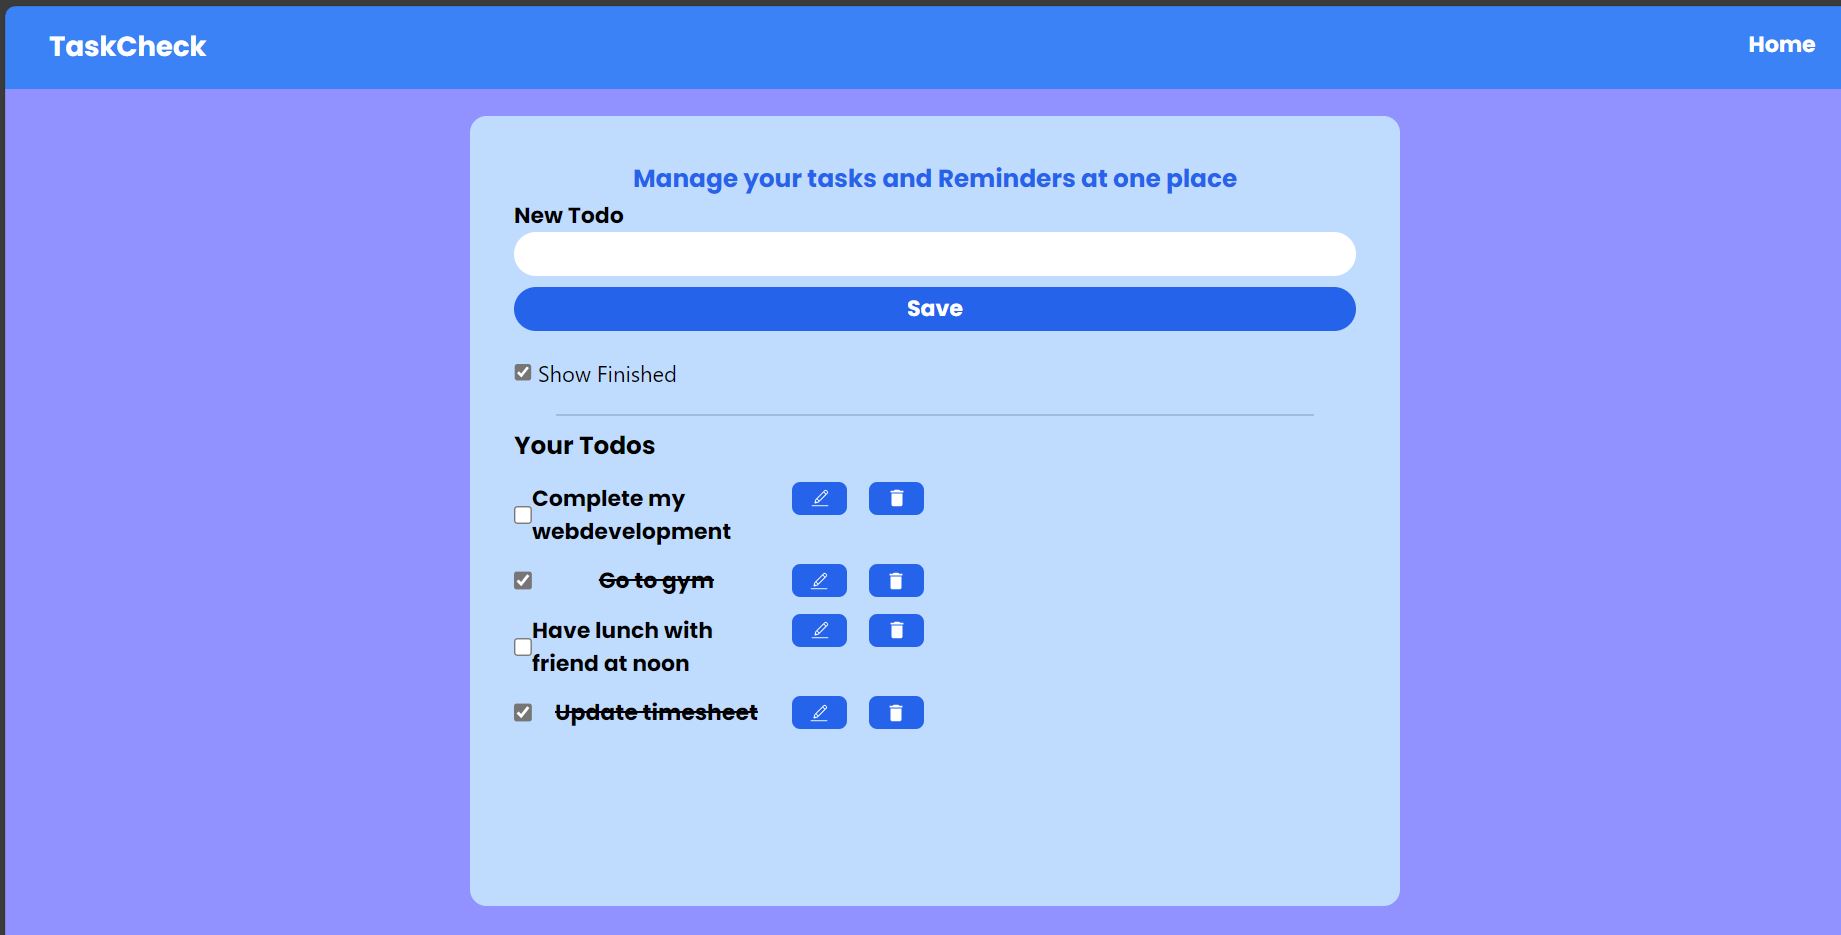 TaskCheck
Home
Manage your tasks and Reminders at one place
New Todo
Save
Show Finished
Your Todos
Complete my
webdevelopment
Go to gym
Have lunch with
friend at noon
Update timesheet